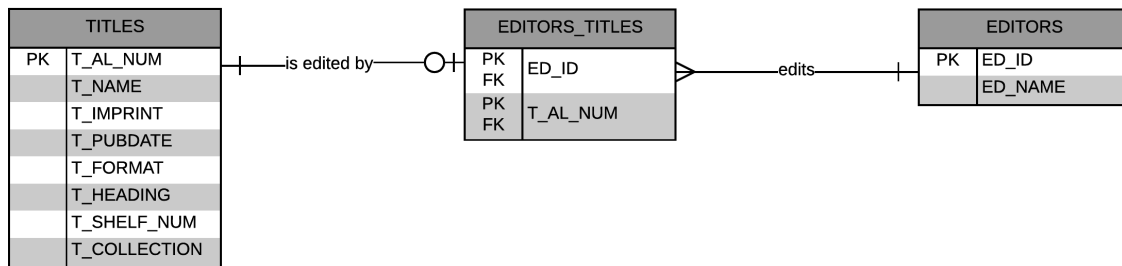 TITLES
PK T_AL_NUM
T_NAME
T_IMPRINT
T_PUBDATE
T_FORMAT
T_HEADING
T_SHELF_NUM
T_COLLECTION
is edited by
EDITORS_TITLES
PK
FK
ED_ID
PK
FK
T_AL_NUM
edits
EDITORS
PK ED_ID
ED_NAME